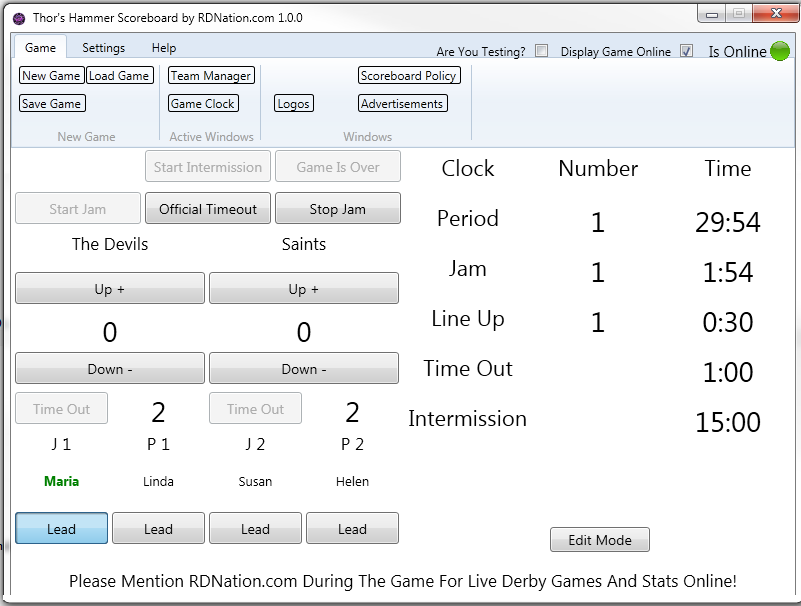 Thor's Hammer Scoreboard by RDNation.com 1.0.0
Game Settings Help Are You Testing? Display Game Online Is Online
New Game Load Game Team Manager Scoreboard Policy
Save Game Game Clock Logos Advertisements
New Game Active Windows Windows
Start Intermission Game Is Over Clock Number Time
Start Jam Official Timeout Stop Jam Period 1 29:54
The Devils Saints
Up + Up + Jam 1 1:54
0 0 Line Up 1 0:30
Down - Down - Time Out 1:00
Time Out 2 Time Out 2 Intermission 15:00
J 1 P 1 J 2 P 2
Maria Linda Susan Helen
Lead Lead Lead Lead Edit Mode
Please Mention RDNation.com During The Game For Live Derby Games And Stats Online!